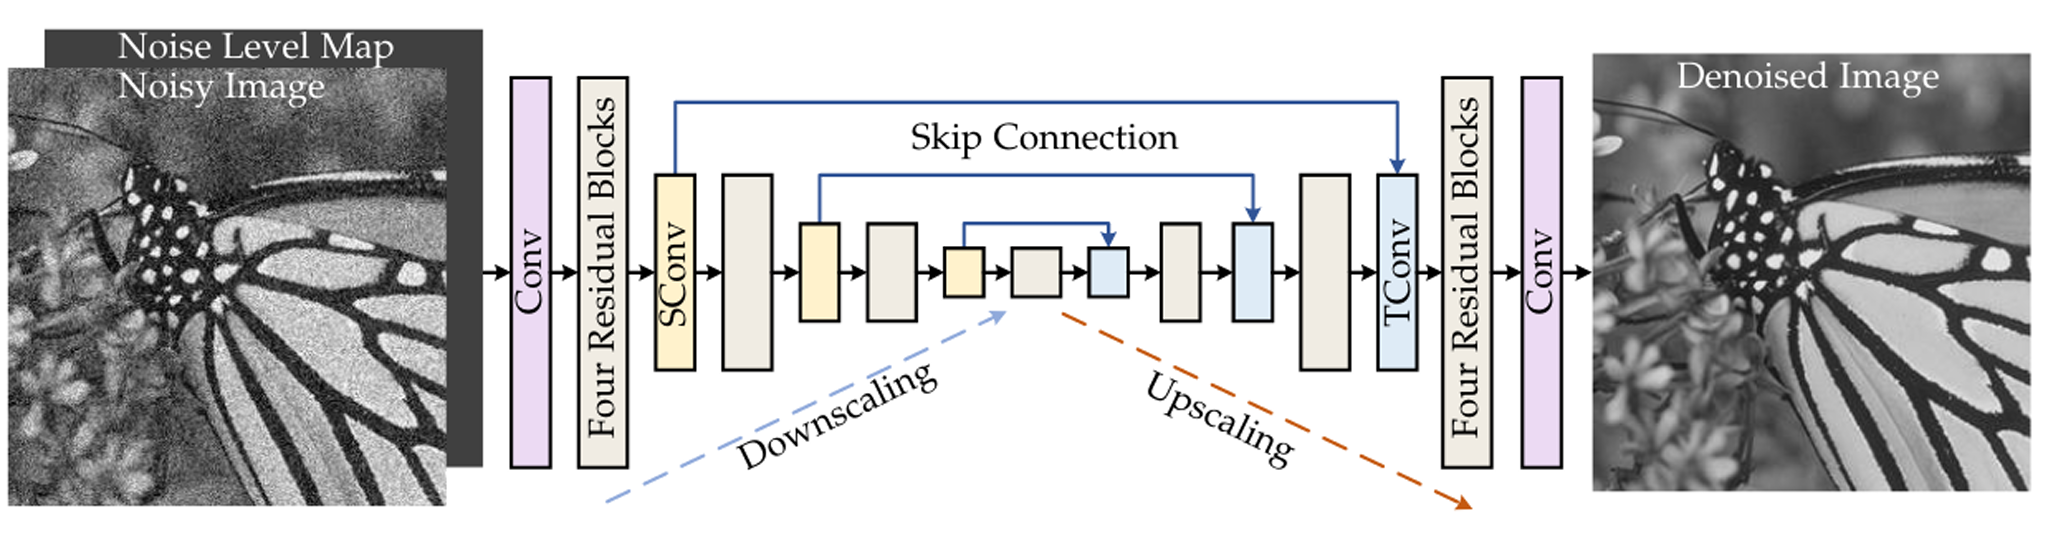 Noise Level Map
Noisy Image
Conv
Four Residual Blocks
SConv
Skip Connection
Downscaling
Upscaling
TConv
Four Residual Blocks
Conv
Denoised Image